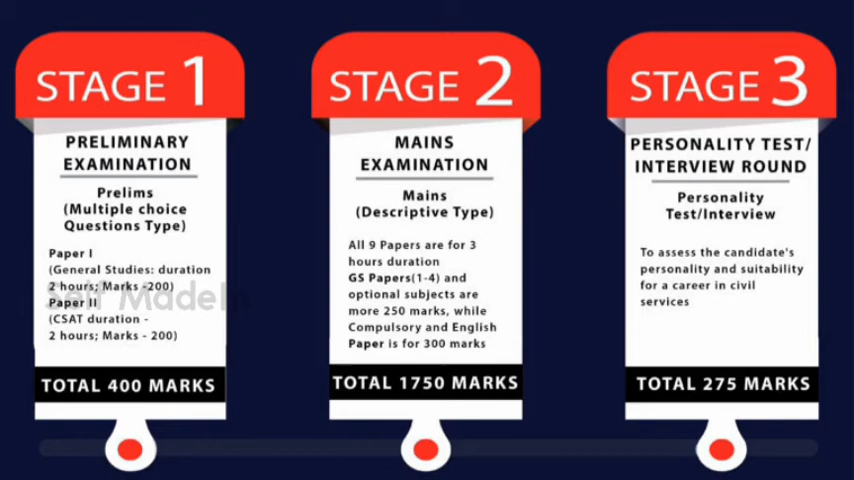 STAGE 1
PRELIMINARY
EXAMINATION
Prelims
(Multiple choice
Questions Type)
Paper I
(General Studies: duration
2 hours; Marks -200)
Paper II
(CSAT duration -
2 hours; Marks - 200)
TOTAL 400 MARKS
Self MadeIn
STAGE 2
MAINS
EXAMINATION
Mains
(Descriptive Type)
All 9 Papers are for 3
hours duration
GS Papers(1-4) and
optional subjects are
more 250 marks, while
Compulsory and English
Paper is for 300 marks
TOTAL 1750 MARKS
STAGE 3
PERSONALITY TEST/
INTERVIEW ROUND
Personality
Test/Interview
To assess the candidate's
personality and suitability
for a career in civil
services
TOTAL 275 MARKS